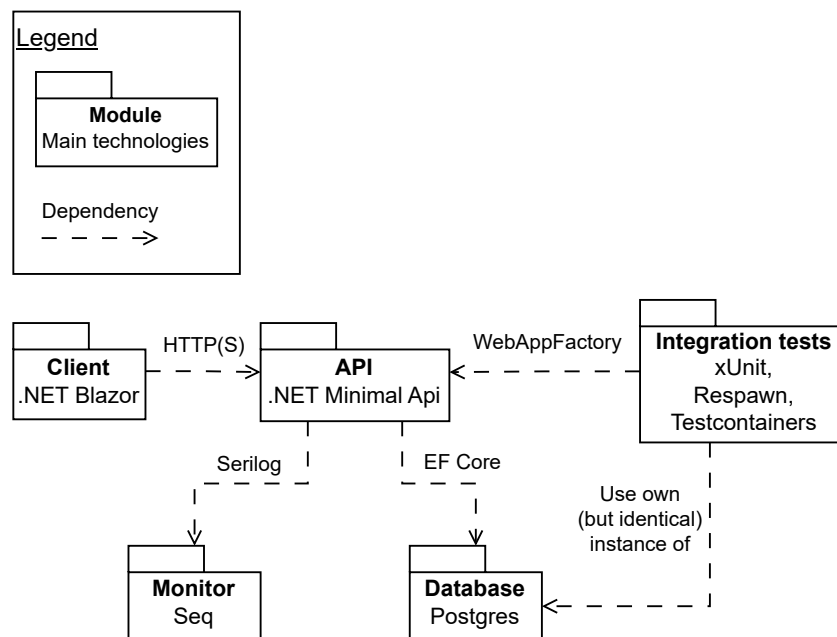 Legend
Module
Main technologies
Dependency
Client
.NET Blazor
HTTP(S)
API
.NET Minimal Api
WebAppFactory
Integration tests
xUnit,
Respawn,
Testcontainers
Serilog
EF Core
Use own
(but identical)
instance of
Monitor
Seq
Database
Postgres